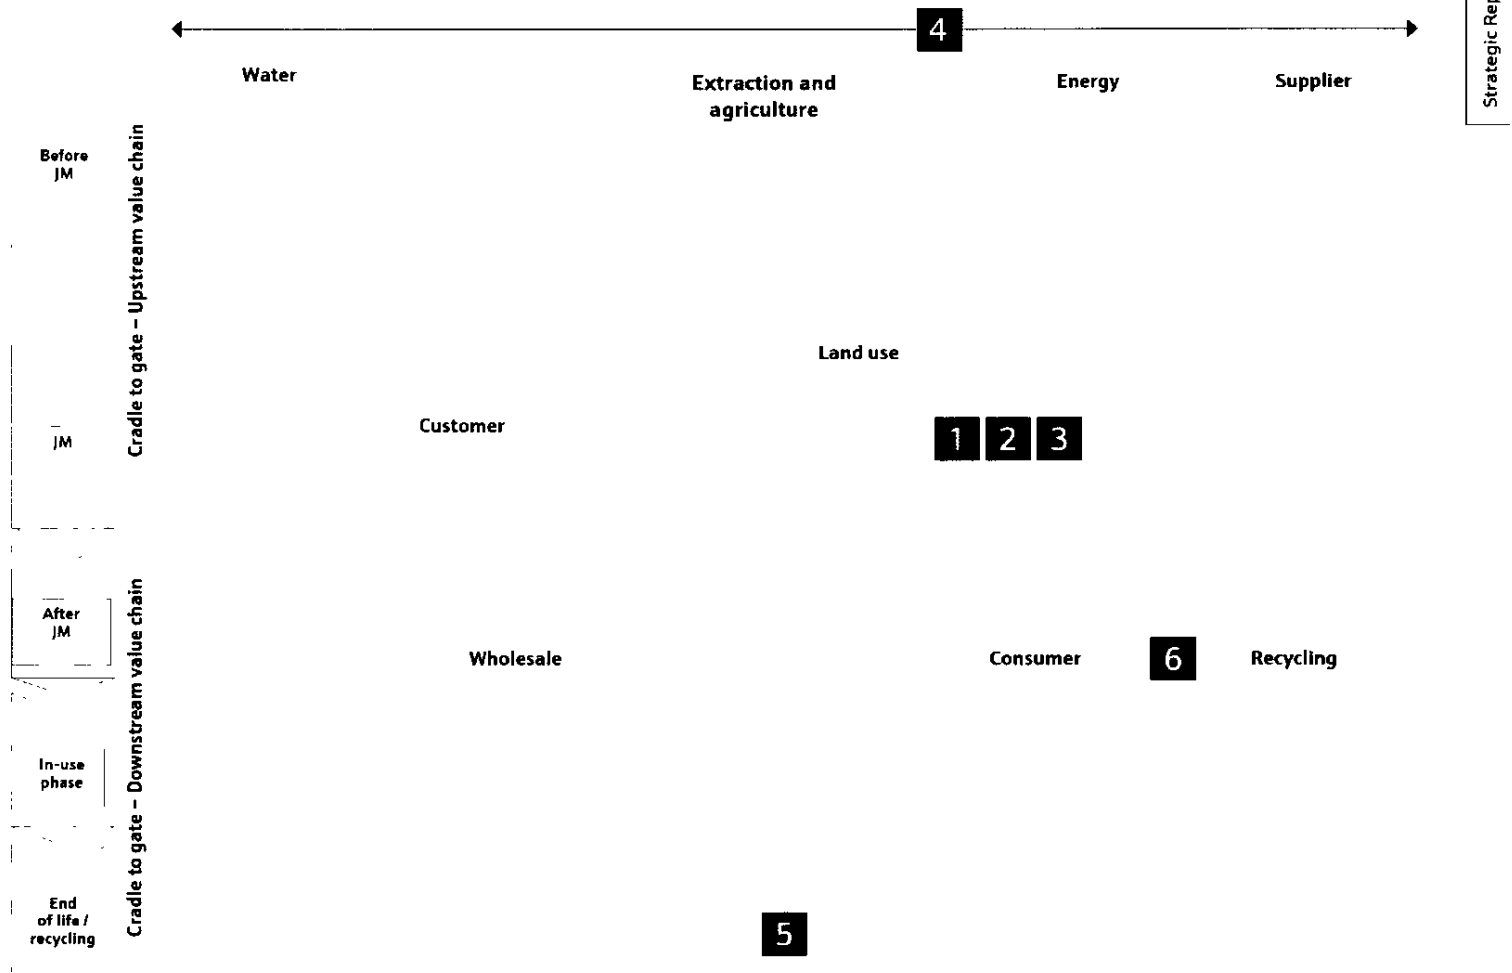 4
Strategic Rep
Water
Extraction and
agriculture
Energy
Supplier
Before
JM
Cradle to gate – Upstream value chain
Land use
Customer
JM
1 2 3
After
JM
Cradle to gate – Downstream value chain
Wholesale
Consumer
6
Recycling
In-use
phase
End
of life /
recycling
5